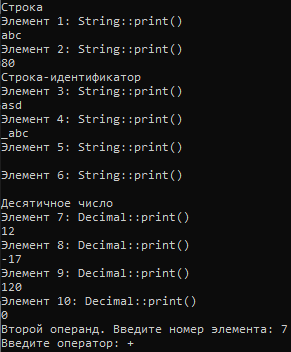 Строка
Элемент 1: String::print()
abc
Элемент 2: String::print()
80
Строка-идентификатор
Элемент 3: String::print()
asd
Элемент 4: String::print()
_abc
Элемент 5: String::print()
Элемент 6: String::print()
Десятичное число
Элемент 7: Decimal::print()
12
Элемент 8: Decimal::print()
-17
Элемент 9: Decimal::print()
120
Элемент 10: Decimal::print()
0
Второй операнд. Введите номер элемента: 7
Введите оператор: +